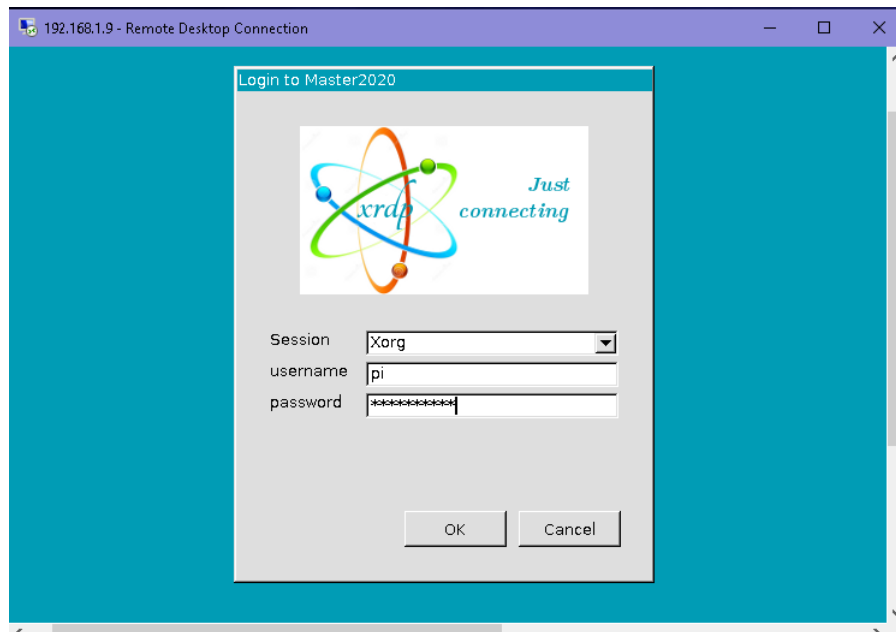 192.168.1.9 - Remote Desktop Connection
Login to Master2020
xrdp
Just
connecting
Session Xorg
username pi
password **********
OK Cancel